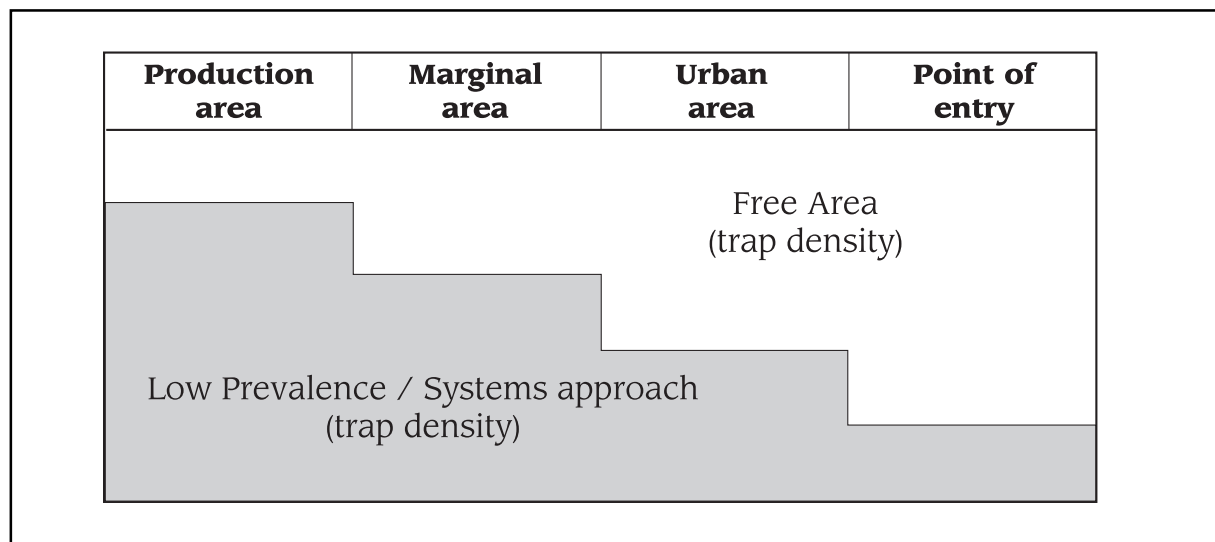 Production
area
Marginal
area
Urban
area
Point of
entry
Free Area
(trap density)
Low Prevalence / Systems approach
(trap density)